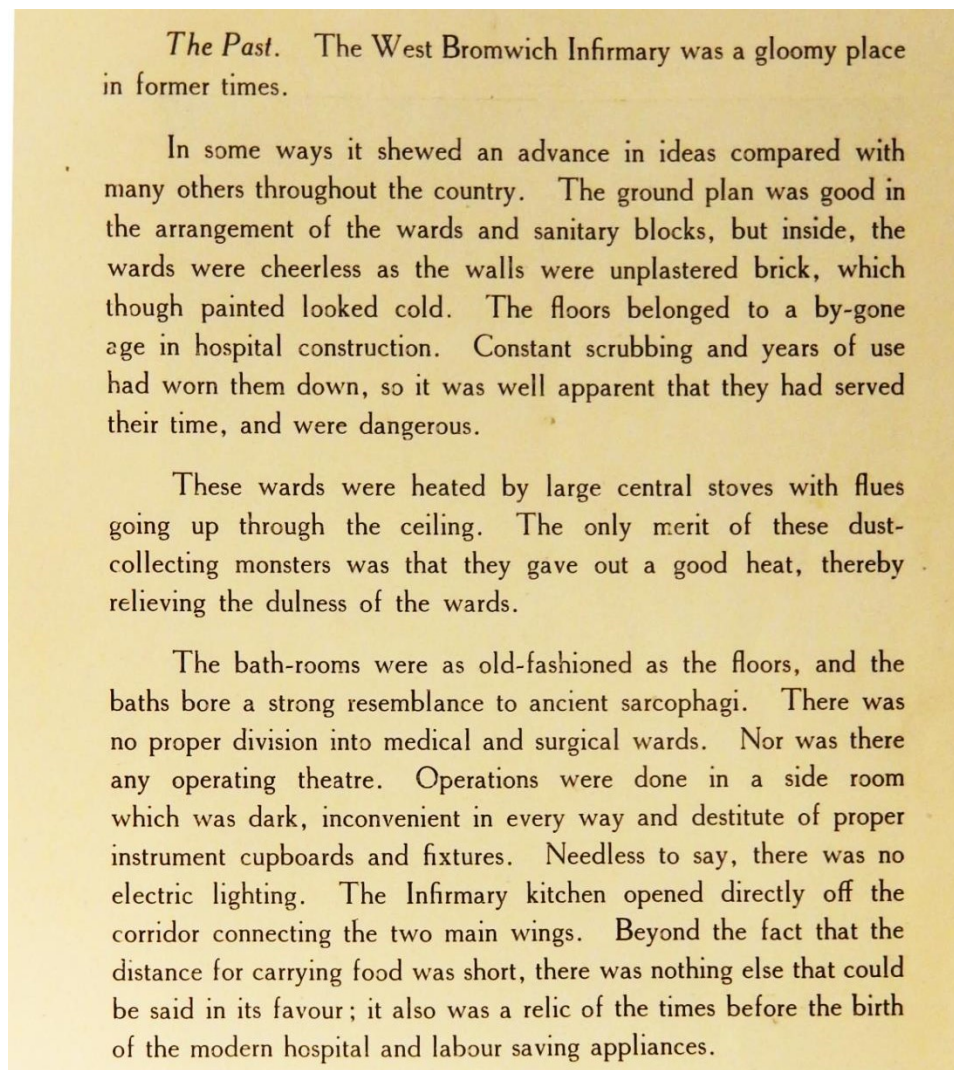 The Past. The West Bromwich Infirmary was a gloomy place
in former times.
In some ways it shewed an advance in ideas compared with
many others throughout the country. The ground plan was good in
the arrangement of the wards and sanitary blocks, but inside, the
wards were cheerless as the walls were unplastered brick, which
though painted looked cold. The floors belonged to a by-gone
age in hospital construction. Constant scrubbing and years of use
had worn them down, so it was well apparent that they had served
their time, and were dangerous.
These wards were heated by large central stoves with flues
going up through the ceiling. The only merit of these dust-
collecting monsters was that they gave out a good heat, thereby
relieving the dulness of the wards.
The bath-rooms were as old-fashioned as the floors, and the
baths bore a strong resemblance to ancient sarcophagi. There was
no proper division into medical and surgical wards. Nor was there
any operating theatre. Operations were done in a side room
which was dark, inconvenient in every way and destitute of proper
instrument cupboards and fixtures. Needless to say, there was no
electric lighting. The Infirmary kitchen opened directly off the
corridor connecting the two main wings. Beyond the fact that the
distance for carrying food was short, there was nothing else that could
be said in its favour; it also was a relic of the times before the birth
of the modern hospital and labour saving appliances.